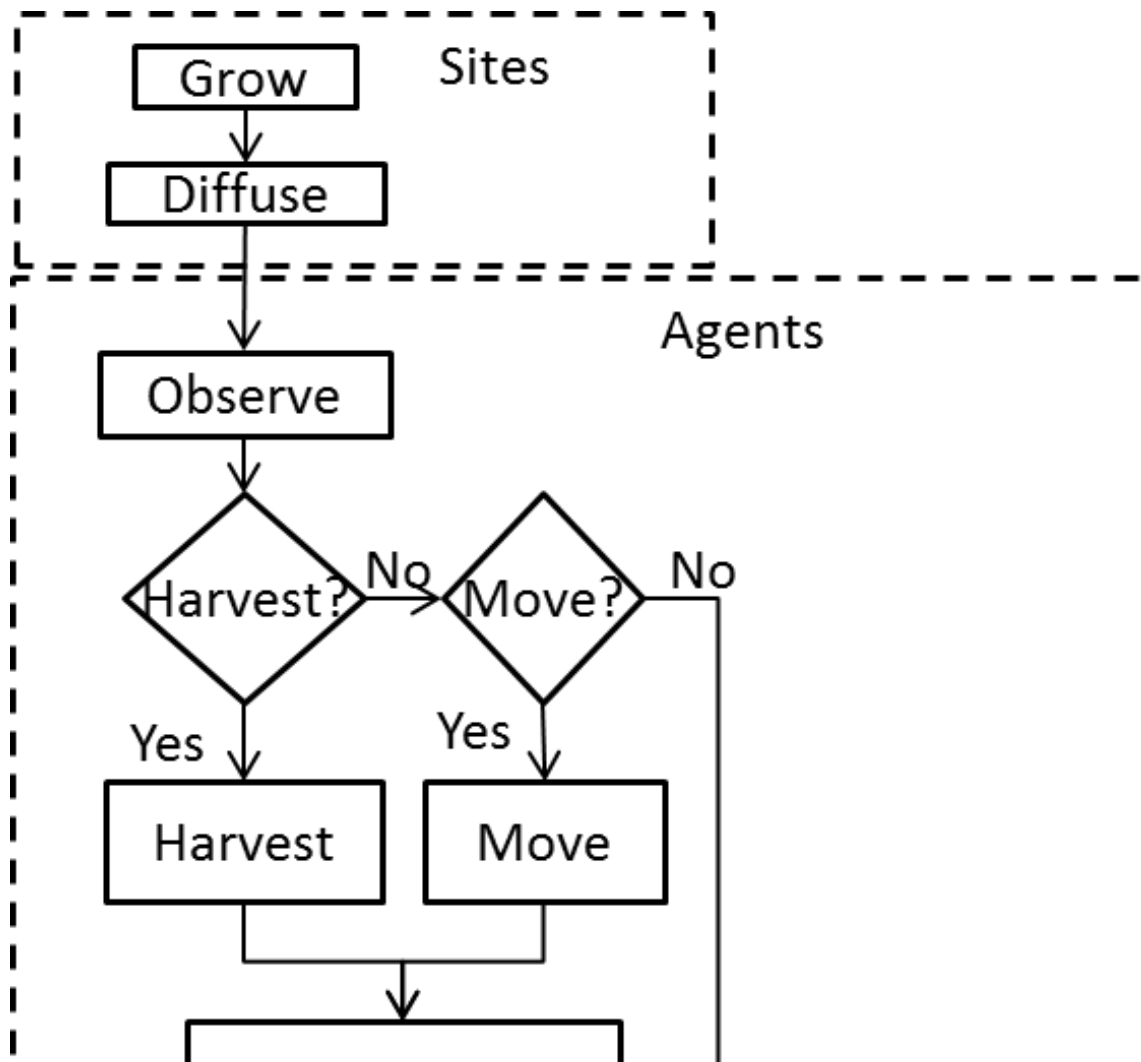 Sites
Grow
Diffuse
Agents
Observe
Harvest?
No
Move?
No
Yes
Yes
Harvest
Move